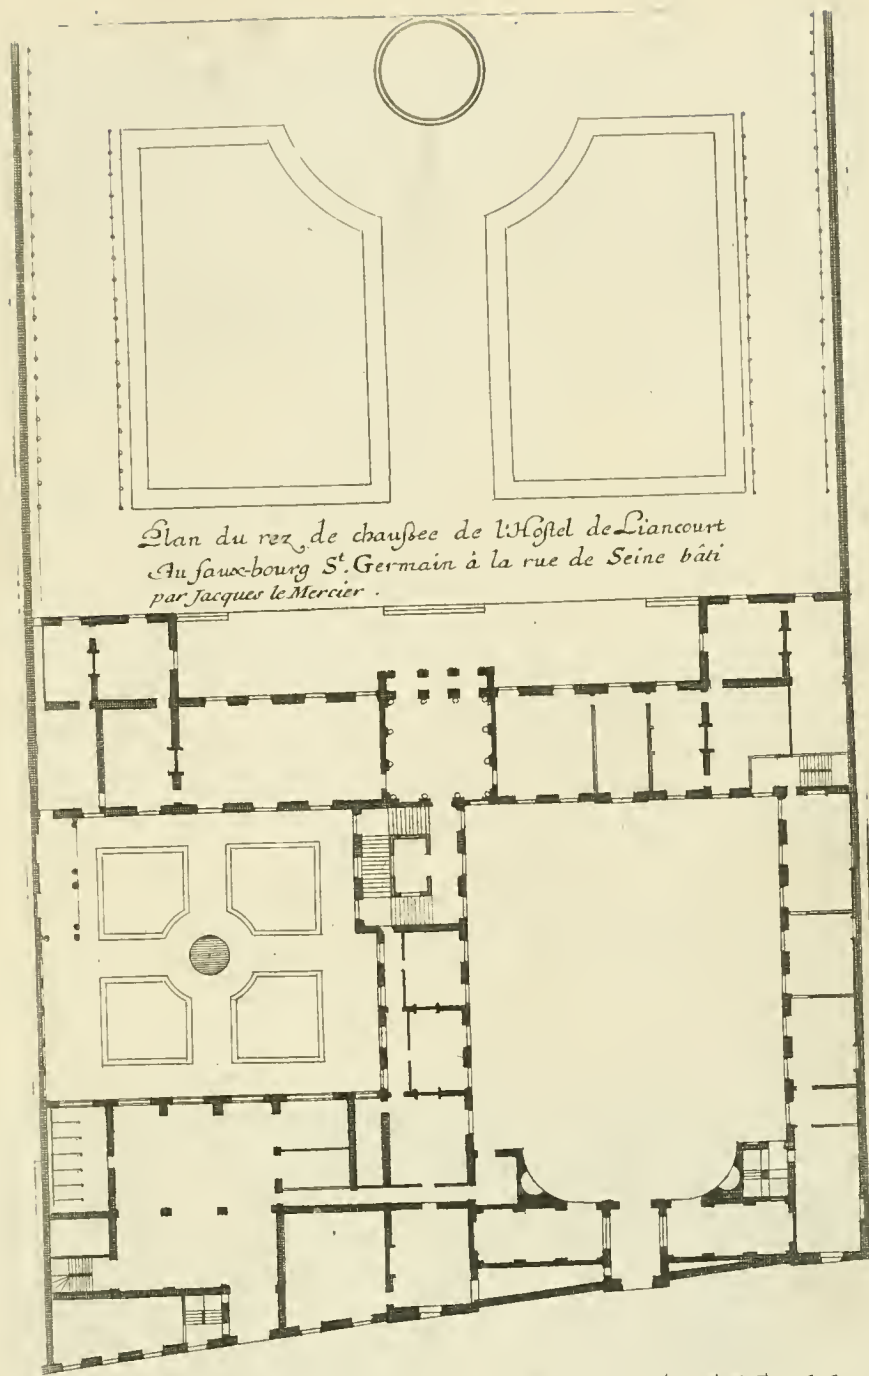 Plan du rez de chaußee de l'Hostel de Liancourt
Au faux-bourg S.t Germain à la rue de Seine bâti
par Jacques le Mercier .